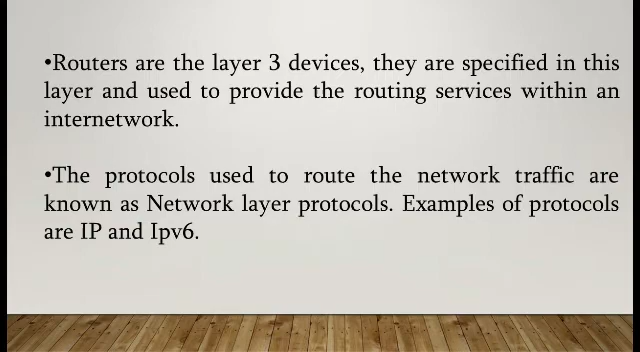 •Routers are the layer 3 devices, they are specified in this
layer and used to provide the routing services within an
internetwork.
•The protocols used to route the network traffic are
known as Network layer protocols. Examples of protocols
are IP and Ipv6.